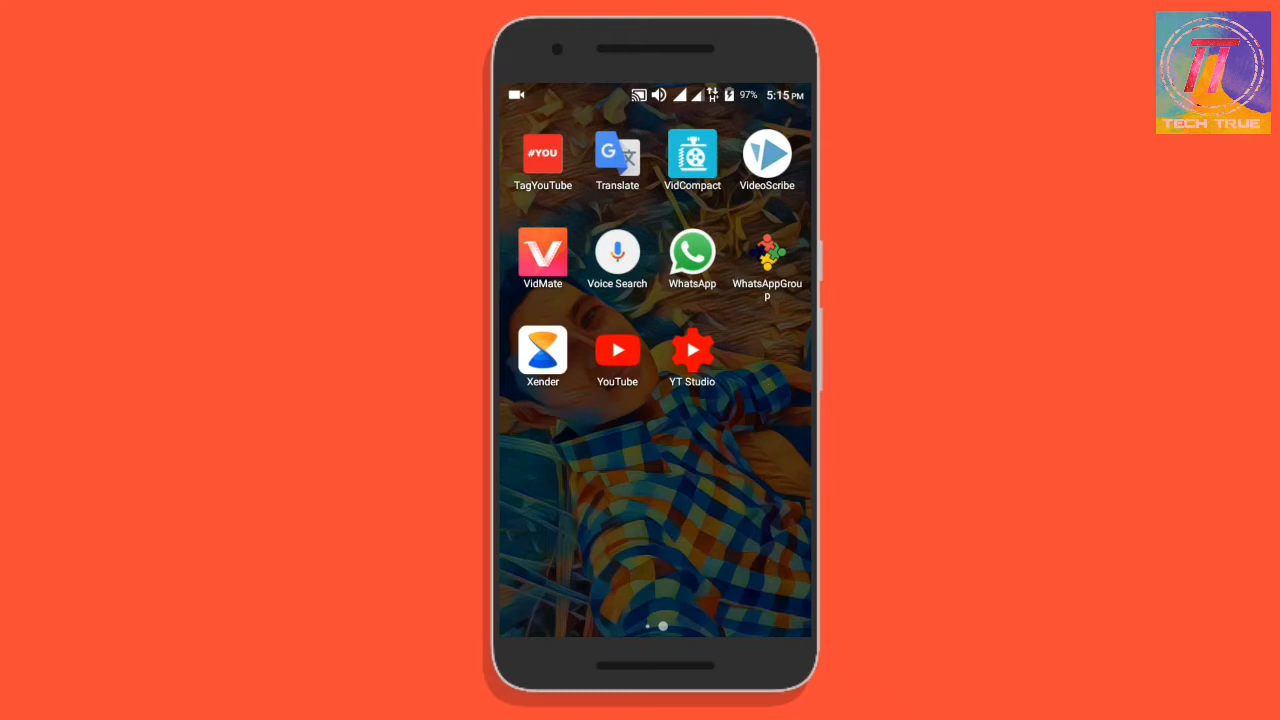 TT
TECH TRUE
H+ 97% 5:15 PM
#YOU
TagYouTube Translate VidCompact VideoScribe
VidMate Voice Search WhatsApp WhatsAppGrou
p
Xender YouTube YT Studio